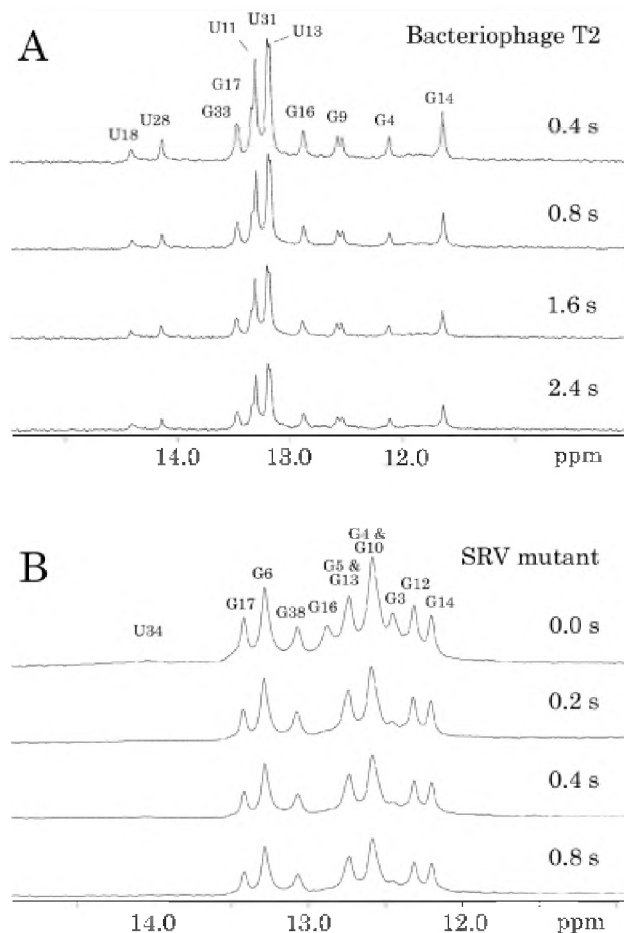 A
Bacteriophage T2
U31
U11
U13
G17
G33
G16
G9
G4
G14
U28
U18
0.4 s
0.8 s
1.6 s
2.4 s
14.0 13.0 12.0 ppm
B
SRV mutant
G4 &
G10
G5 &
G13
G6
G17
G38
G16
G3
G12
G14
U34
0.0 s
0.2 s
0.4 s
0.8 s
14.0 13.0 12.0 ppm